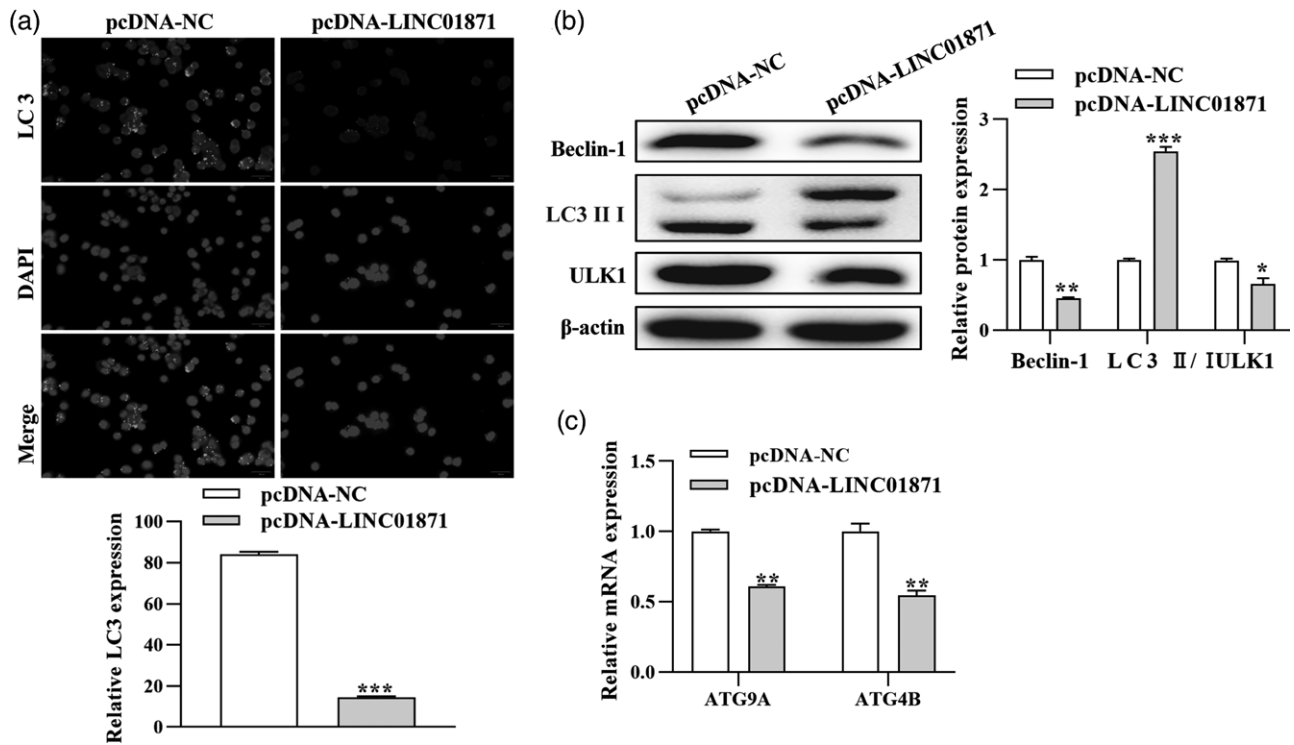 (a)
pcDNA-NC
pcDNA-LINC01871
LC 3
DAPI
Merge
pcDNA-NC
pcDNA-LINC01871
Relative LC3 expression
100
80
60
40
20
0
***
(b)
pcDNA-NC
pcDNA-LINC01871
Beclin-1
LC3 II I
ULK1
β-actin
pcDNA-NC
pcDNA-LINC01871
Relative protein expression
3
2
1
0
**
***
*
Beclin-1 LC3 II/ IULK1
(c)
pcDNA-NC
pcDNA-LINC01871
Relative mRNA expression
1.5
1.0
0.5
0.0
**
**
ATG9A
ATG4B